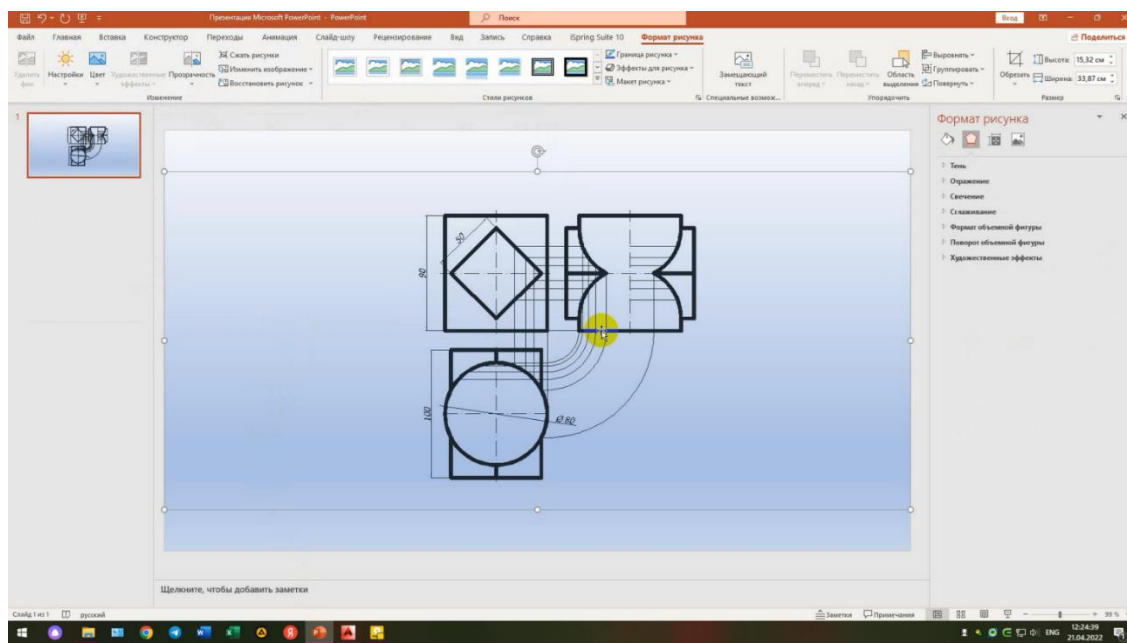 Презентация Microsoft PowerPoint - PowerPoint
Поиск
Вход
Файл Главная Вставка Конструктор Переходы Анимация Слайд-шоу Рецензирование Вид Запись Справка iSpring Suite 10 Формат рисунка
Поделиться
Удалить фон
Настройки
Цвет
Художественные эффекты
Прозрачность
Сжать рисунки
Изменить изображение
Восстановить рисунок
Граница рисунка
Эффекты для рисунка
Макет рисунка
Замещающий текст
Переместить вперед
Переместить назад
Область выделения
Выровнять
Группировать
Повернуть
Обрезать
Высота: 15,32 см
Ширина: 33,87 см
Изменение
Стили рисунков
Специальные возмож...
Упорядочить
Размер
1
Формат рисунка
Тень
Отражение
Свечение
Сглаживание
Формат объемной фигуры
Поворот объемной фигуры
Художественные эффекты
50
90
100
Ø 80
Щелкните, чтобы добавить заметки
Слайд 1 из 1 русский
Заметки Примечания
99 %
ENG
12:24:39
21.04.2022